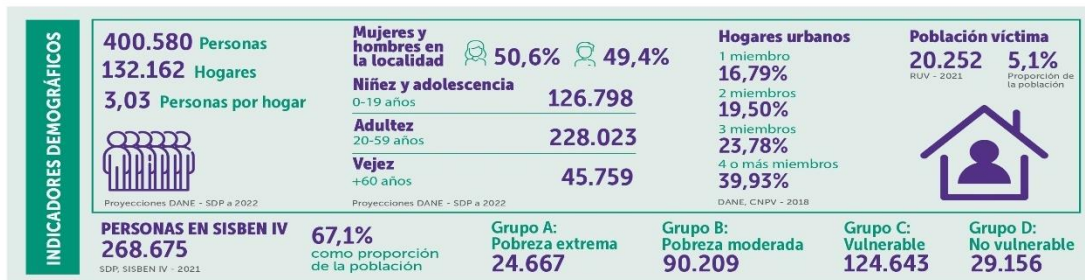 INDICADORES DEMOGRÁFICOS
400.580 Personas
132.162 Hogares
3,03 Personas por hogar
Proyecciones DANE - SDP a 2022
Mujeres y
hombres en
la localidad
50,6%
49,4%
Niñez y adolescencia
0-19 años
126.798
Adultez
20-59 años
228.023
Vejez
+60 años
45.759
Proyecciones DANE - SDP a 2022
Hogares urbanos
1 miembro
16,79%
2 miembros
19,50%
3 miembros
23,78%
4 o más miembros
39,93%
DANE, CNPV - 2018
Población víctima
20.252
RUV - 2021
5,1%
Proporción de
la población
PERSONAS EN SISBEN IV
268.675
SDP, SISBEN IV - 2021
67,1%
como proporción
de la población
Grupo A:
Pobreza extrema
24.667
Grupo B:
Pobreza moderada
90.209
Grupo C:
Vulnerable
124.643
Grupo D:
No vulnerable
29.156